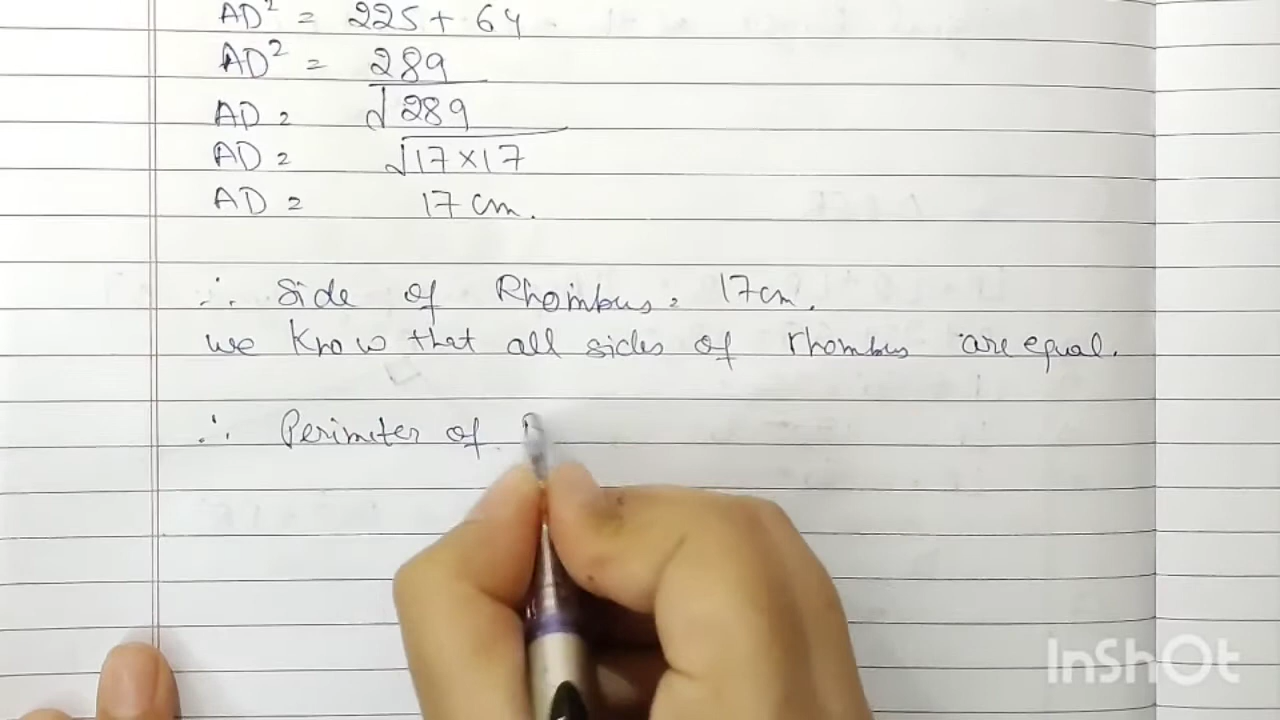 AD² = 225 + 64
AD² = 289
AD = √289
AD = √17×17
AD = 17 cm.
∴ Side of Rhombus = 17cm.
we know that all sides of rhombus are equal.
∴ Perimeter of
InShOt